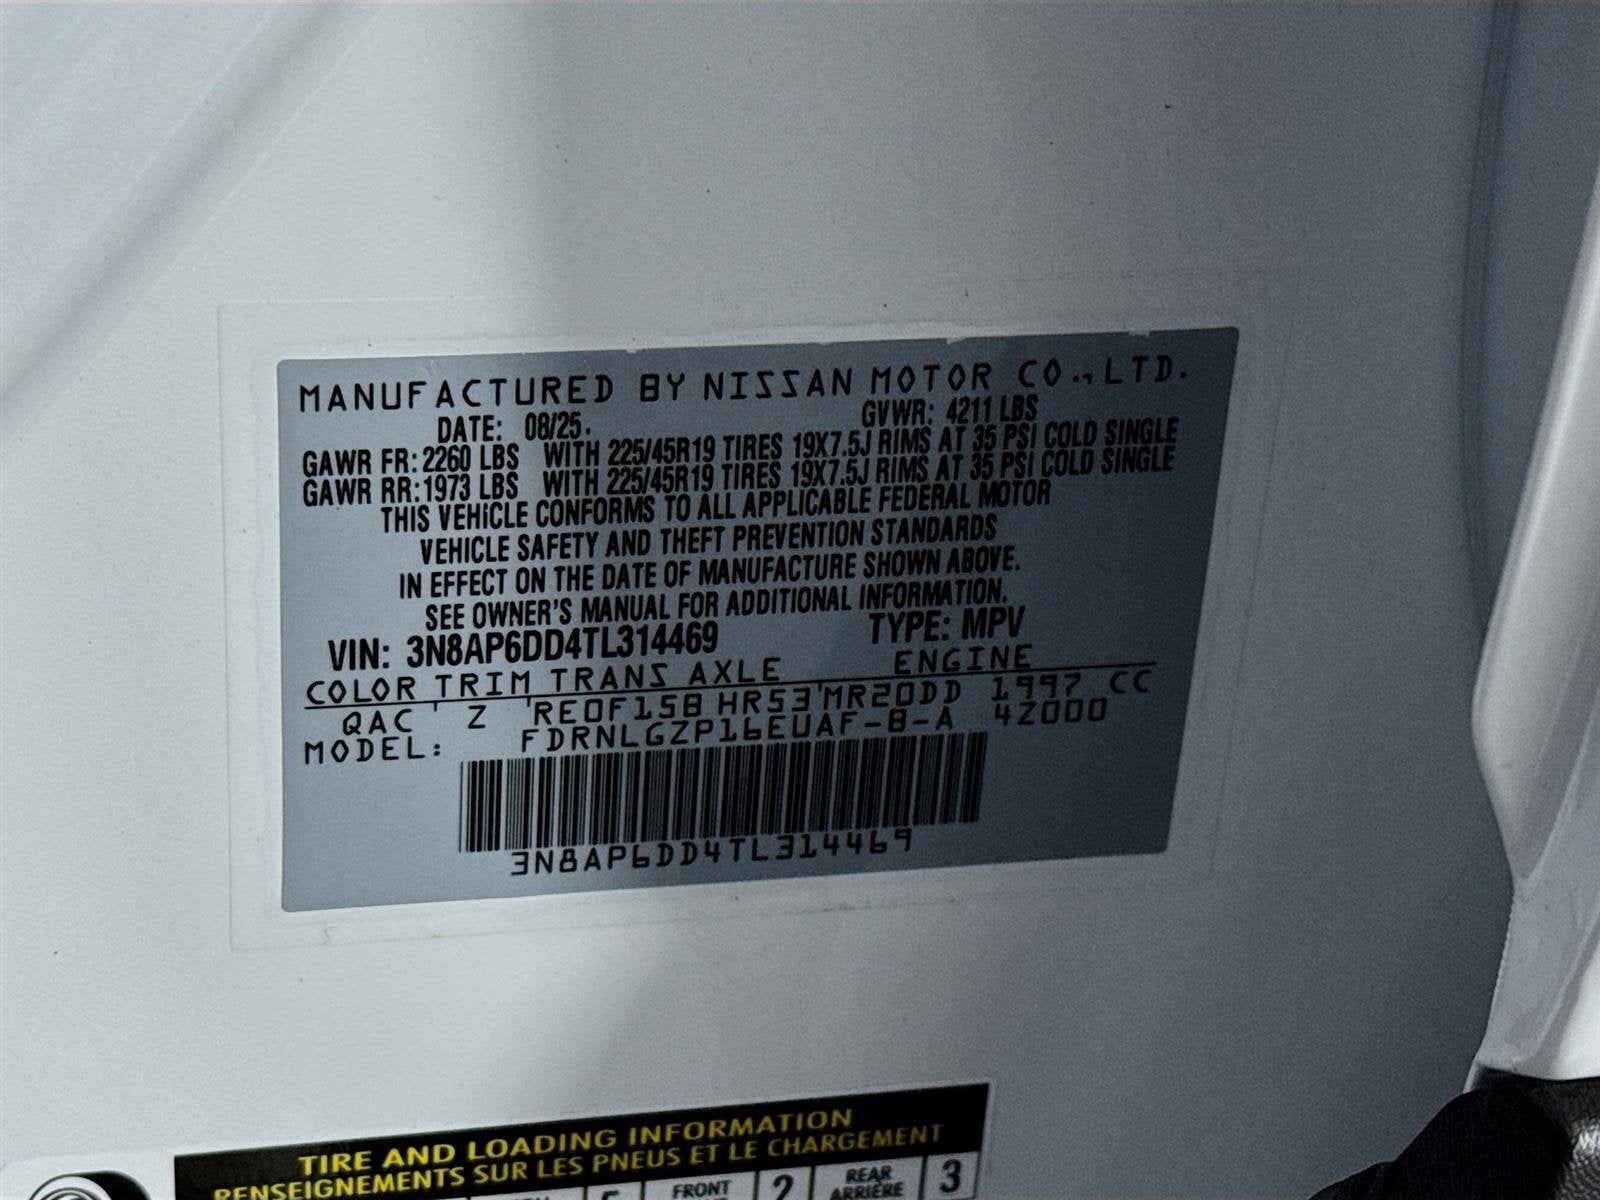 MANUFACTURED BY NISSAN MOTOR CO., LTD.
DATE: 08/25. GVWR: 4211 LBS
GAWR FR: 2260 LBS WITH 225/45R19 TIRES 19X7.5J RIMS AT 35 PSI COLD SINGLE
GAWR RR: 1973 LBS WITH 225/45R19 TIRES 19X7.5J RIMS AT 35 PSI COLD SINGLE
THIS VEHICLE CONFORMS TO ALL APPLICABLE FEDERAL MOTOR
VEHICLE SAFETY AND THEFT PREVENTION STANDARDS
IN EFFECT ON THE DATE OF MANUFACTURE SHOWN ABOVE.
SEE OWNER'S MANUAL FOR ADDITIONAL INFORMATION.
VIN: 3N8AP6DD4TL314469 TYPE: MPV
COLOR TRIM TRANS AXLE ENGINE
QAC Z RE0F15B HR53 MR20DD 1997 CC
MODEL: FDRNLGZP16EUAF-B-A 4Z000
3N8AP6DD4TL314469
TIRE AND LOADING INFORMATION
RENSEIGNEMENTS SUR LES PNEUS ET LE CHARGEMENT
FRONT 2 REAR 3
ARRIÈRE